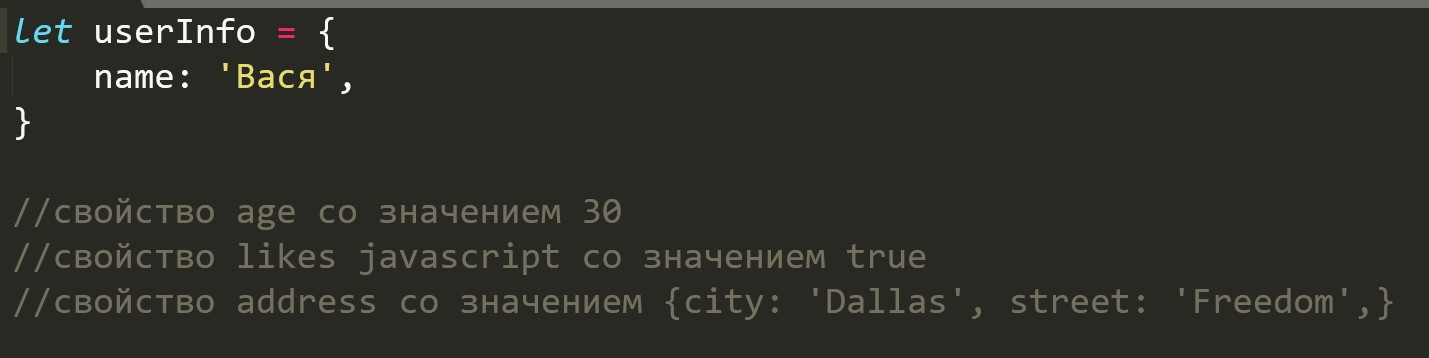 let userInfo = {
    name: 'Вася',
}
//свойство age со значением 30
//свойство likes javascript со значением true
//свойство address со значением {city: 'Dallas', street: 'Freedom',}